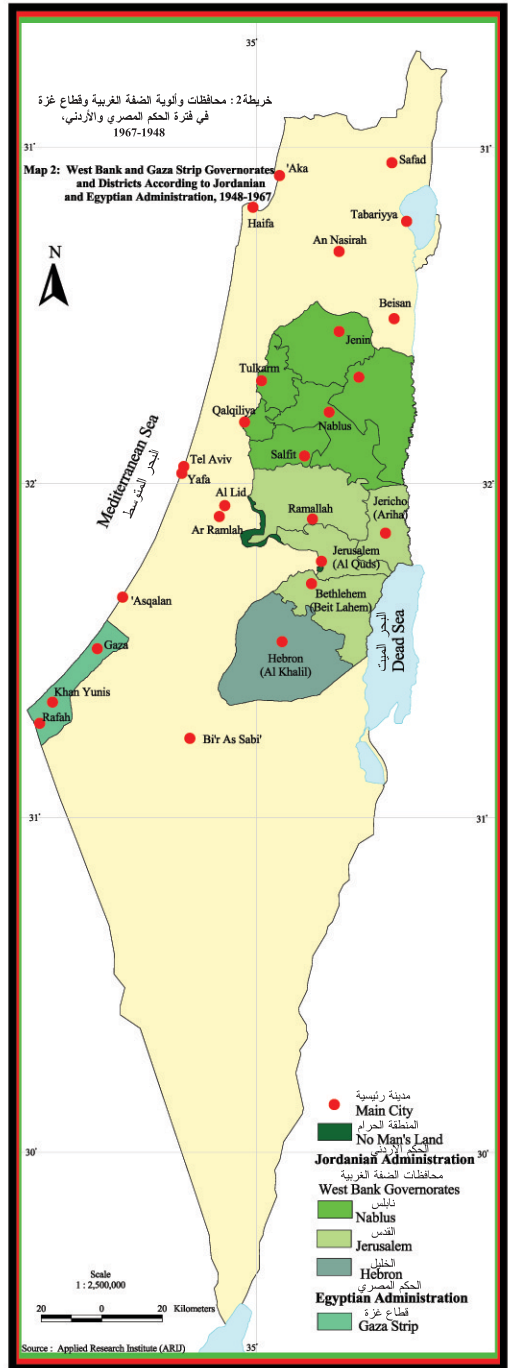 35'
خريطة2 : محافظات وألوية الضفة الغربية وقطاع غزة
في فترة الحكم المصري والأردني،
1967-1948
31'
31'
Map 2: West Bank and Gaza Strip Governorates
and Districts According to Jordanian
and Egyptian Administration, 1948-1967
'Aka
Safad
Haifa
Tabariyya
An Nasirah
N
Beisan
Jenin
Tulkarm
Qalqiliya
Nablus
Salfit
Mediterranean Sea
البحر المتوسط
Tel Aviv
Yafa
32'
32'
Al Lid
Ar Ramlah
Ramallah
Jericho
(Ariha)
Jerusalem
(Al Quds)
Bethlehem
(Beit Lahem)
'Asqalan
Gaza
Hebron
(Al Khalil)
البحر الميت
Dead Sea
Khan Yunis
Rafah
Bi'r As Sabi'
31'
31'
30'
30'
مدينة رئيسية
Main City
المنطقة الحرام
No Man's Land
الحكم الأردني
Jordanian Administration
محافظات الضفة الغربية
West Bank Governorates
نابلس
Nablus
القدس
Jerusalem
الخليل
Hebron
الحكم المصري
Egyptian Administration
قطاع غزة
Gaza Strip
Scale
1 : 2,500,000
20 0 20 Kilometers
Source : Applied Research Institute (ARIJ)
35'